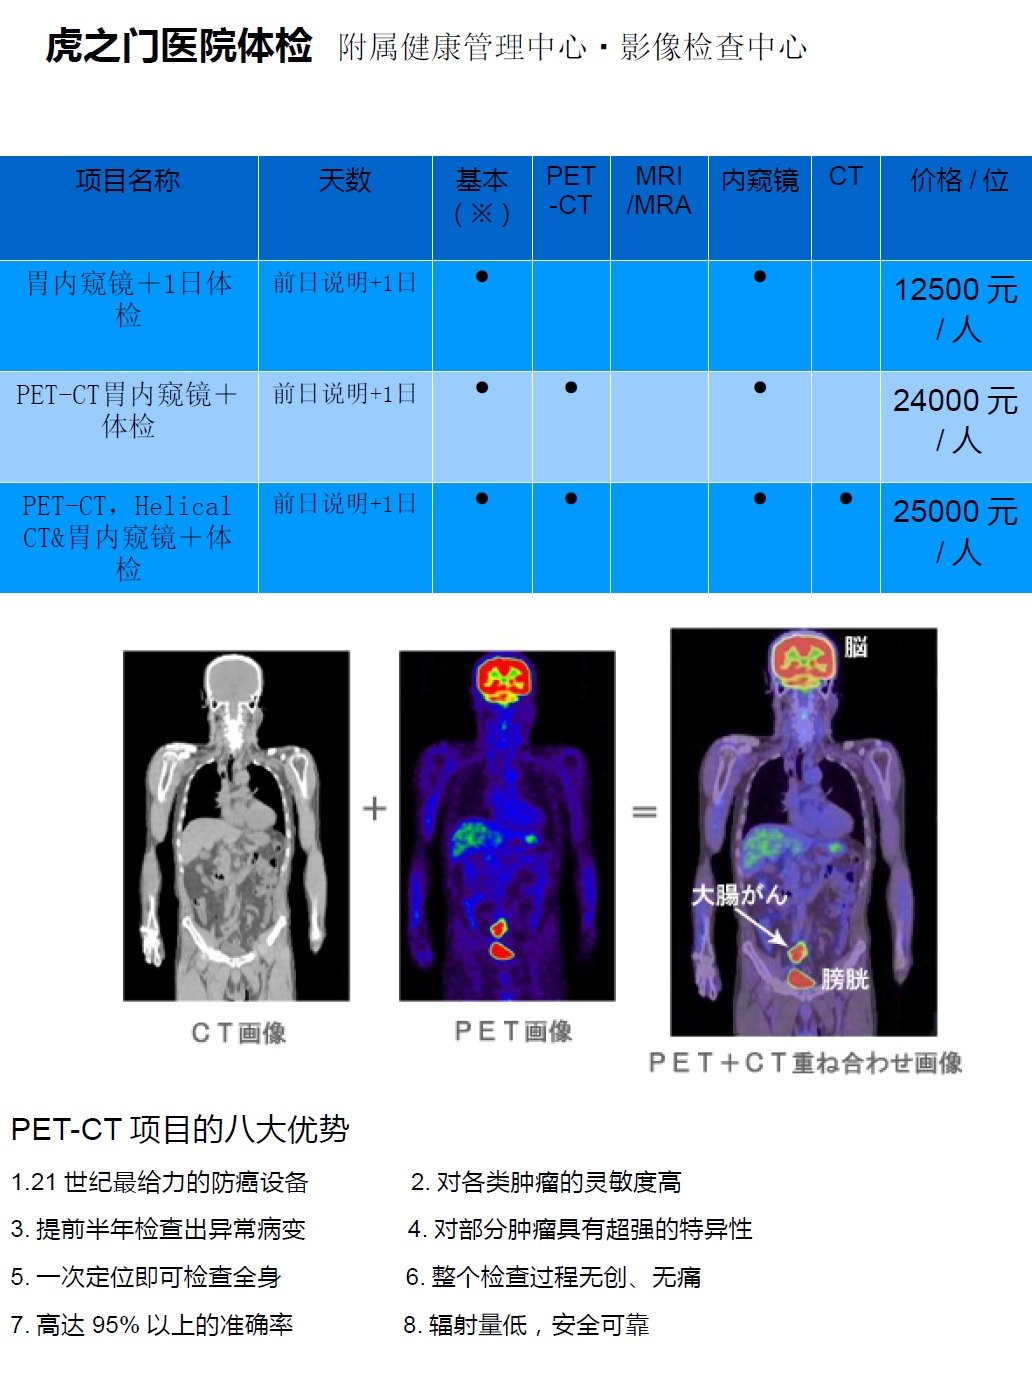 虎之门医院体检 附属健康管理中心·影像检查中心
项目名称 天数 基本 PET MRI 内窥镜 CT 价格 / 位
（※） -CT /MRA
胃内窥镜＋1日体 前日说明+1日 ● ● 12500 元
检 / 人
PET-CT胃内窥镜＋ 前日说明+1日 ● ● ● 24000 元
体检 / 人
PET-CT，Helical 前日说明+1日 ● ● ● ● 25000 元
CT&胃内窥镜＋体 / 人
检
脳
＋ ＝
大腸がん
膀胱
ＣＴ画像 ＰＥＴ画像
ＰＥＴ＋ＣＴ重ね合わせ画像
PET-CT 项目的八大优势
1.21 世纪最给力的防癌设备 2. 对各类肿瘤的灵敏度高
3. 提前半年检查出异常病变 4. 对部分肿瘤具有超强的特异性
5. 一次定位即可检查全身 6. 整个检查过程无创、无痛
7. 高达 95% 以上的准确率 8. 辐射量低，安全可靠